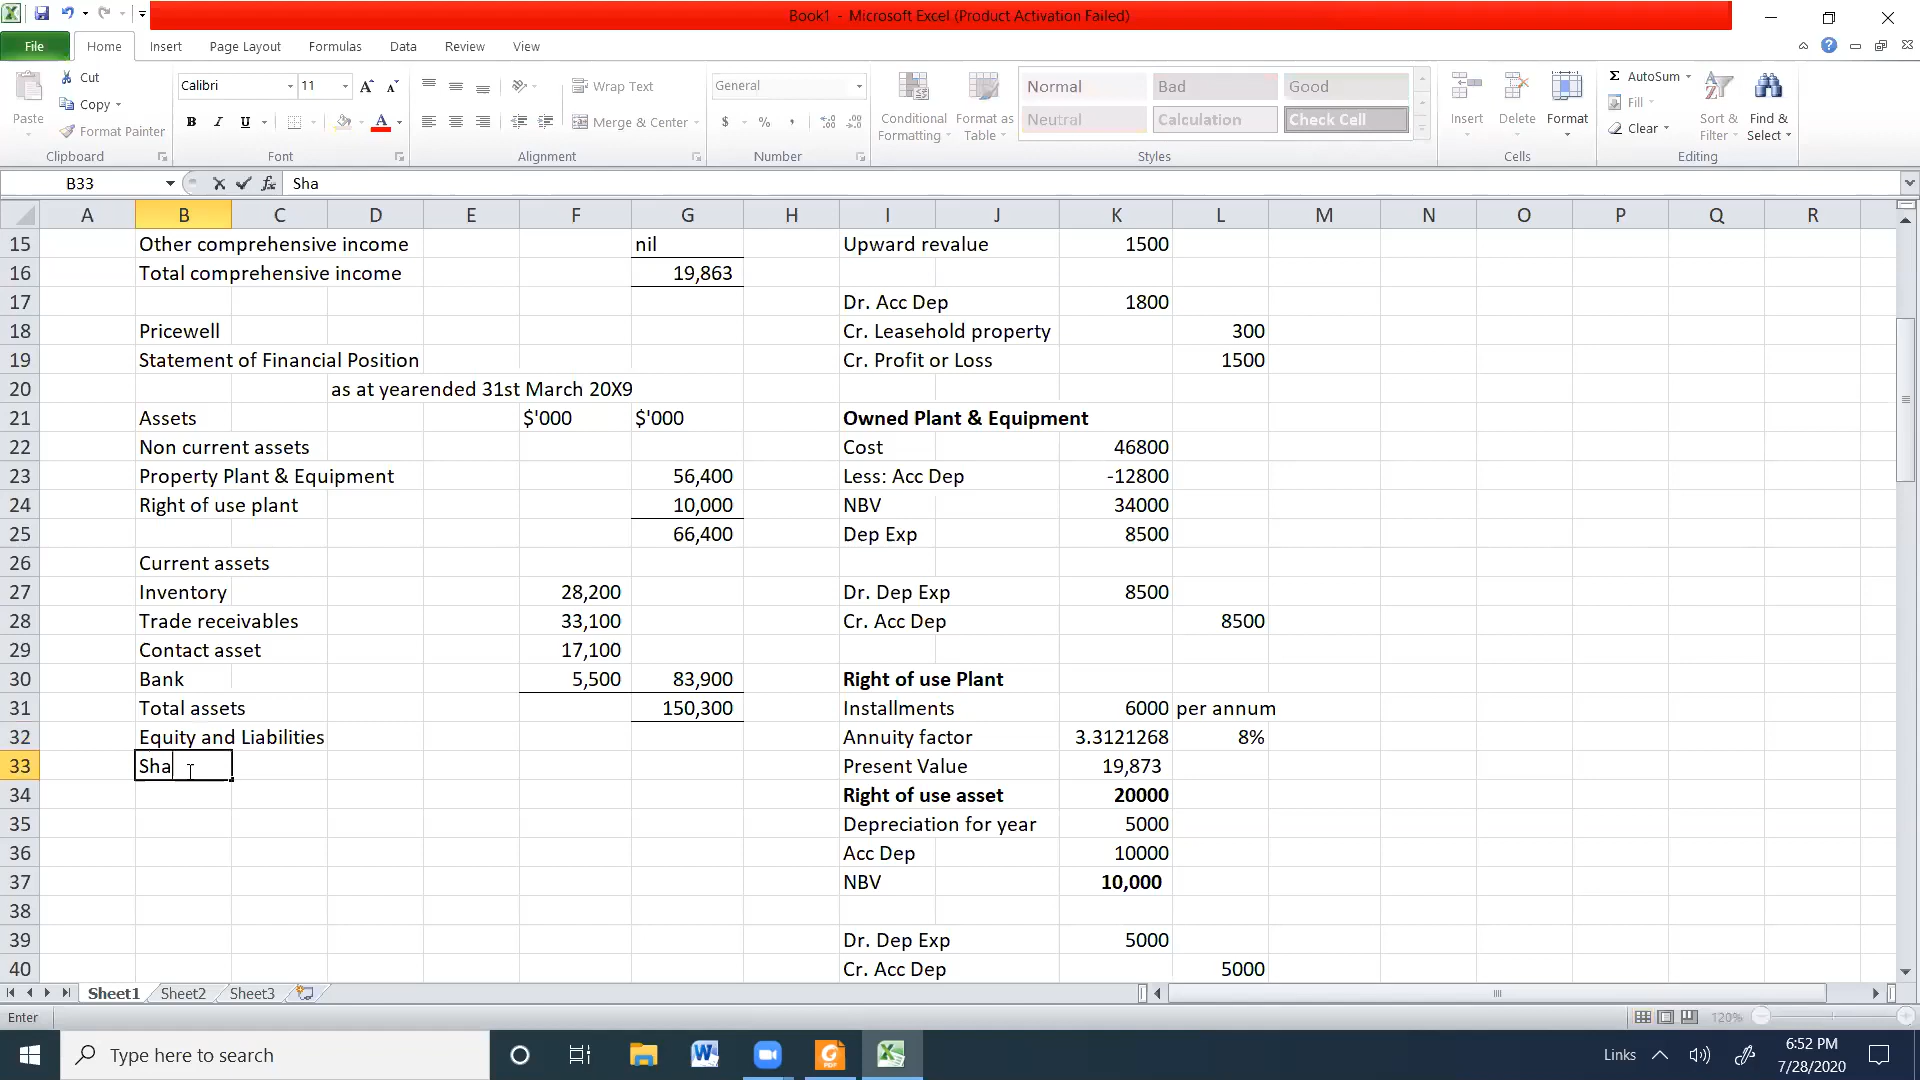 Book1 - Microsoft Excel (Product Activation Failed)
File Home Insert Page Layout Formulas Data Review View
Paste Cut Copy Format Painter Clipboard
Calibri 11 A A B I U A Font
Wrap Text Merge & Center Alignment
General $ % , Number
Conditional Formatting Format as Table Normal Bad Good Neutral Calculation Check Cell Styles
Insert Delete Format Cells
Σ AutoSum Fill Clear Sort & Filter Find & Select Editing
B33 fx Sha
A B C D E F G H I J K L M N O P Q R
15 Other comprehensive income nil Upward revalue 1500
16 Total comprehensive income 19,863
17 Dr. Acc Dep 1800
18 Pricewell Cr. Leasehold property 300
19 Statement of Financial Position Cr. Profit or Loss 1500
20 as at yearended 31st March 20X9
21 Assets $'000 $'000 Owned Plant & Equipment
22 Non current assets Cost 46800
23 Property Plant & Equipment 56,400 Less: Acc Dep -12800
24 Right of use plant 10,000 NBV 34000
25 66,400 Dep Exp 8500
26 Current assets
27 Inventory 28,200 Dr. Dep Exp 8500
28 Trade receivables 33,100 Cr. Acc Dep 8500
29 Contact asset 17,100
30 Bank 5,500 83,900 Right of use Plant
31 Total assets 150,300 Installments 6000 per annum
32 Equity and Liabilities Annuity factor 3.3121268 8%
33 Sha Present Value 19,873
34 Right of use asset 20000
35 Depreciation for year 5000
36 Acc Dep 10000
37 NBV 10,000
38
39 Dr. Dep Exp 5000
40 Cr. Acc Dep 5000
Sheet1 Sheet2 Sheet3
Enter 120%
Type here to search Links 6:52 PM
7/28/2020